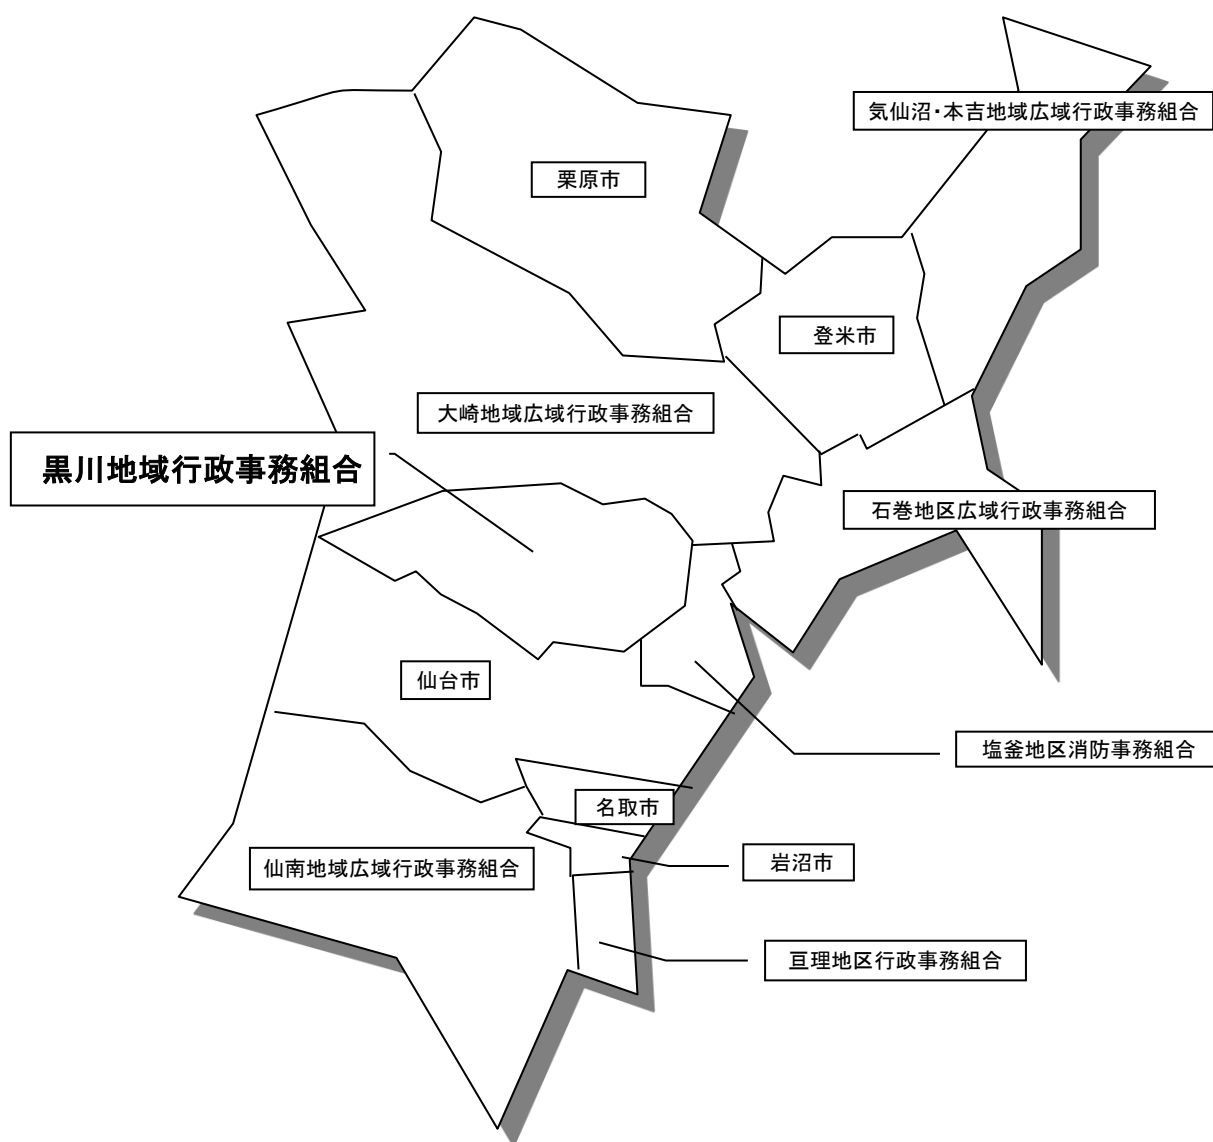 気仙沼・本吉地域広域行政事務組合
栗原市
登米市
大崎地域広域行政事務組合
黒川地域行政事務組合
石巻地区広域行政事務組合
仙台市
塩釜地区消防事務組合
名取市
岩沼市
仙南地域広域行政事務組合
亘理地区行政事務組合